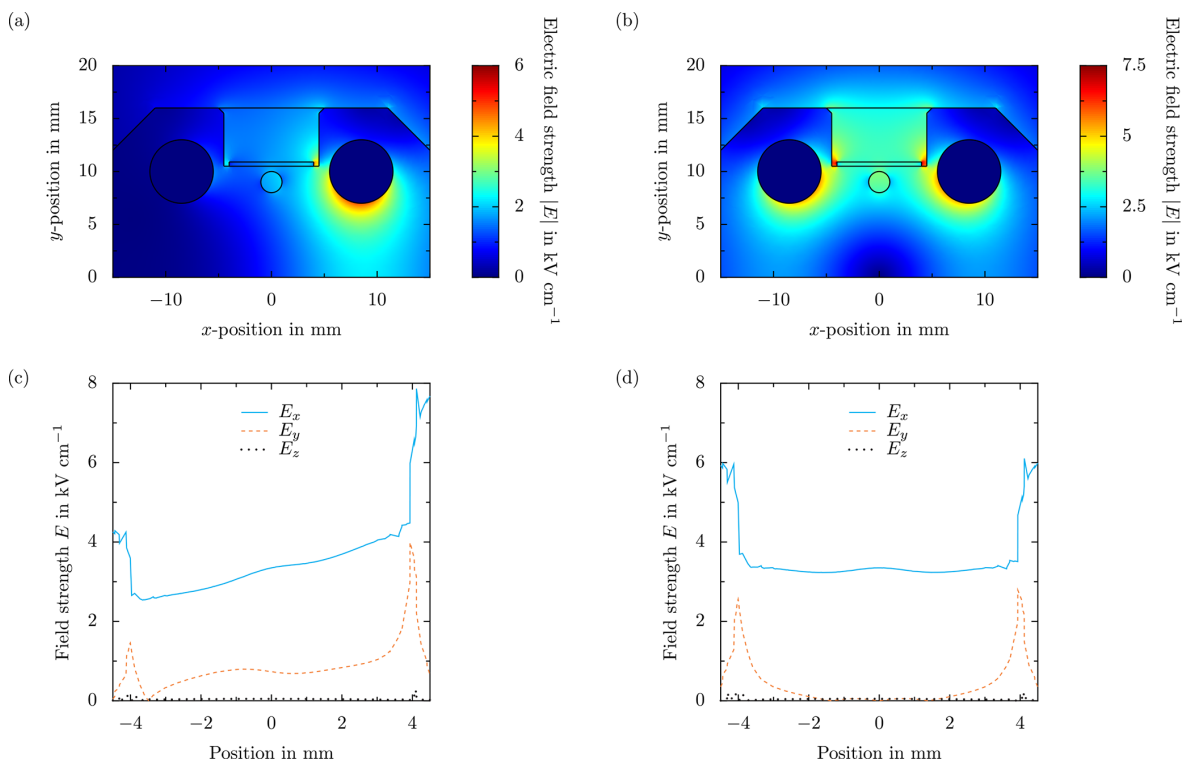 (a)
20
15
10
5
0
y-position in mm
−10
0
10
x-position in mm
6
4
2
0
Electric field strength |E| in kV cm−1
(b)
20
15
10
5
0
y-position in mm
−10
0
10
x-position in mm
7.5
5
2.5
0
Electric field strength |E| in kV cm−1
(c)
8
6
4
2
0
Field strength E in kV cm−1
Ex
Ey
Ez
−4
−2
0
2
4
Position in mm
(d)
8
6
4
2
0
Field strength E in kV cm−1
Ex
Ey
Ez
−4
−2
0
2
4
Position in mm